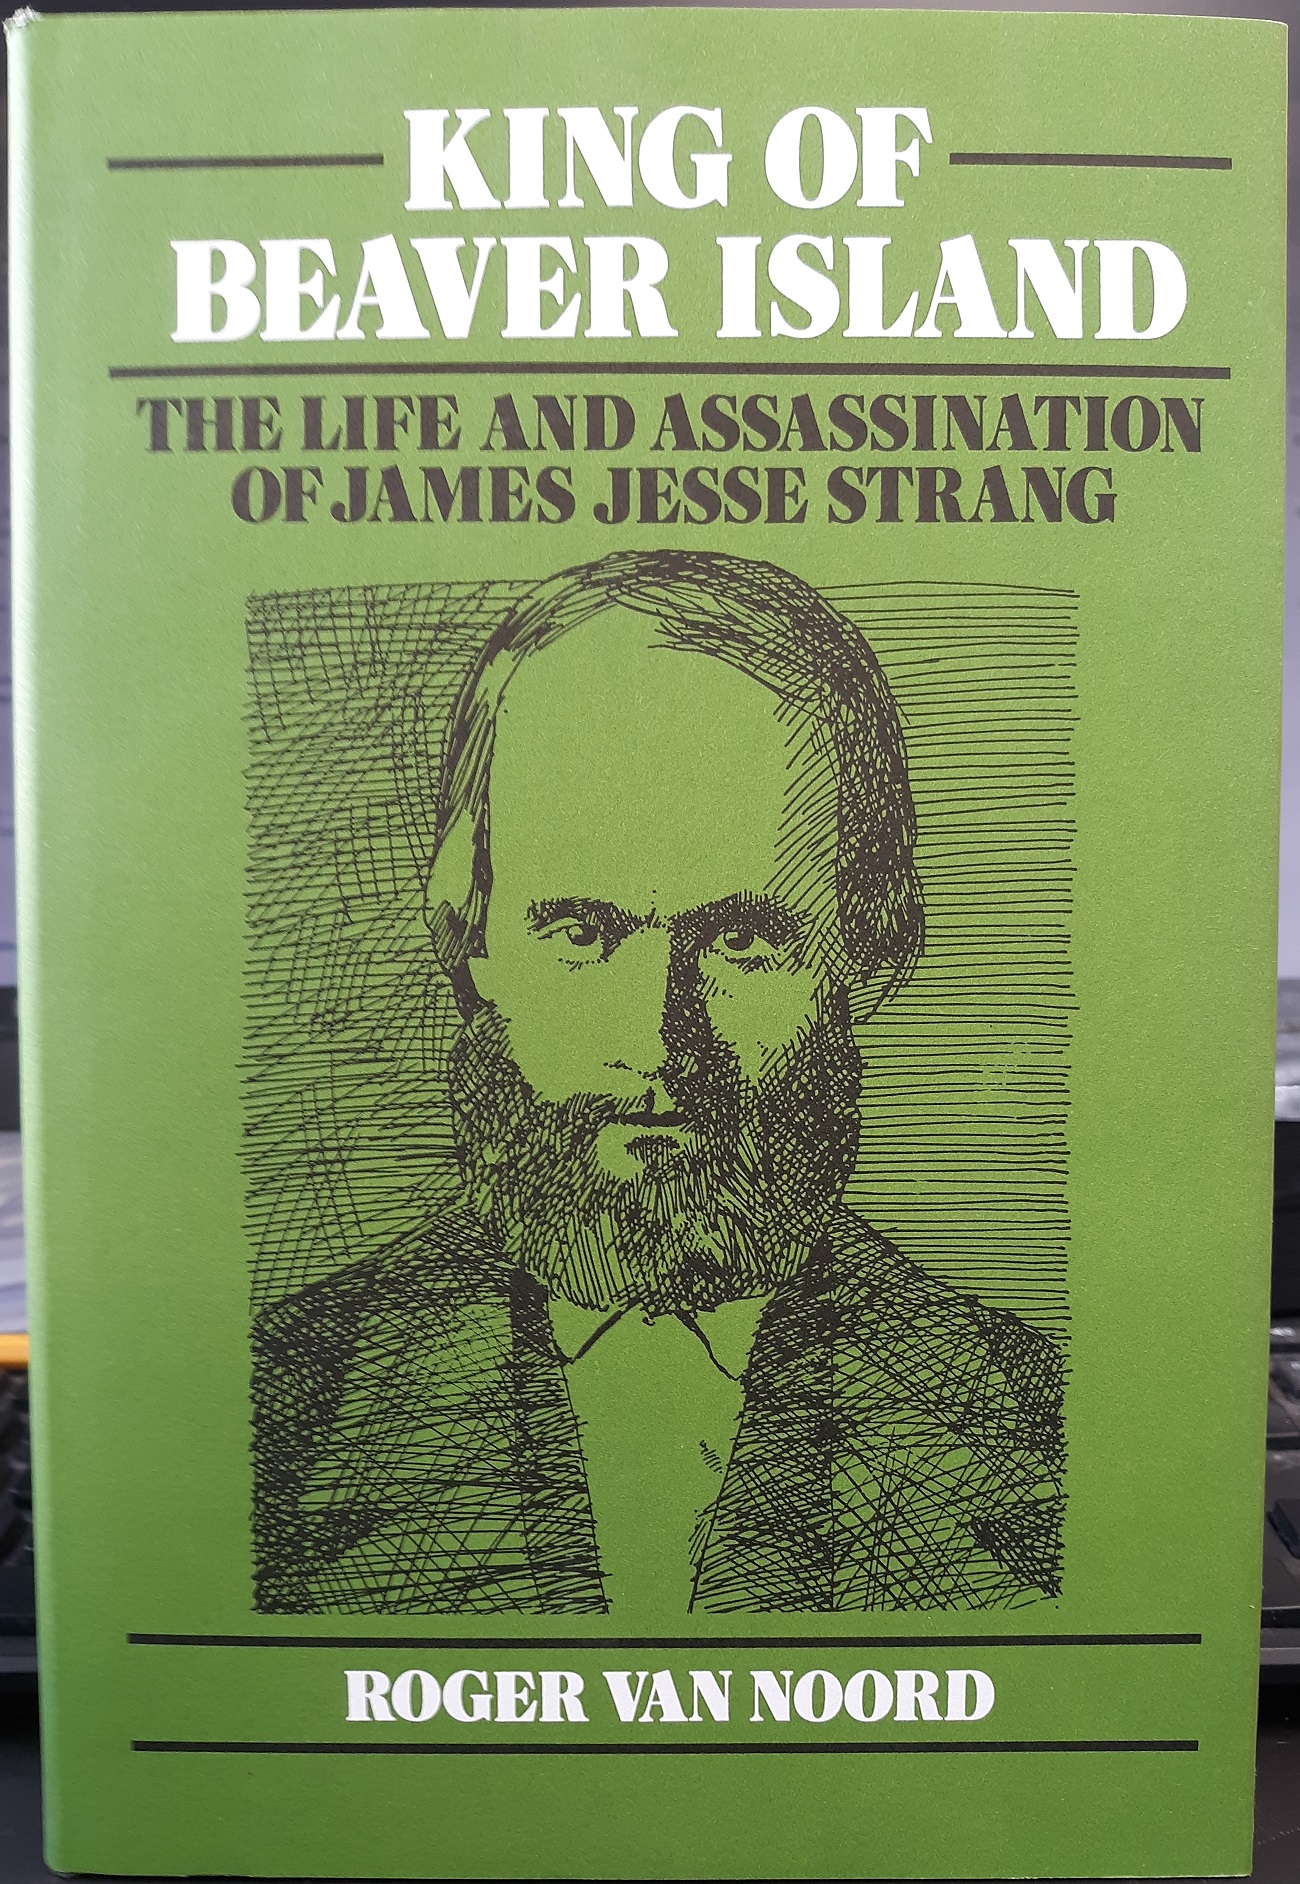 KING OF
BEAVER ISLAND
THE LIFE AND ASSASSINATION
OF JAMES JESSE STRANG
ROGER VAN NOORD